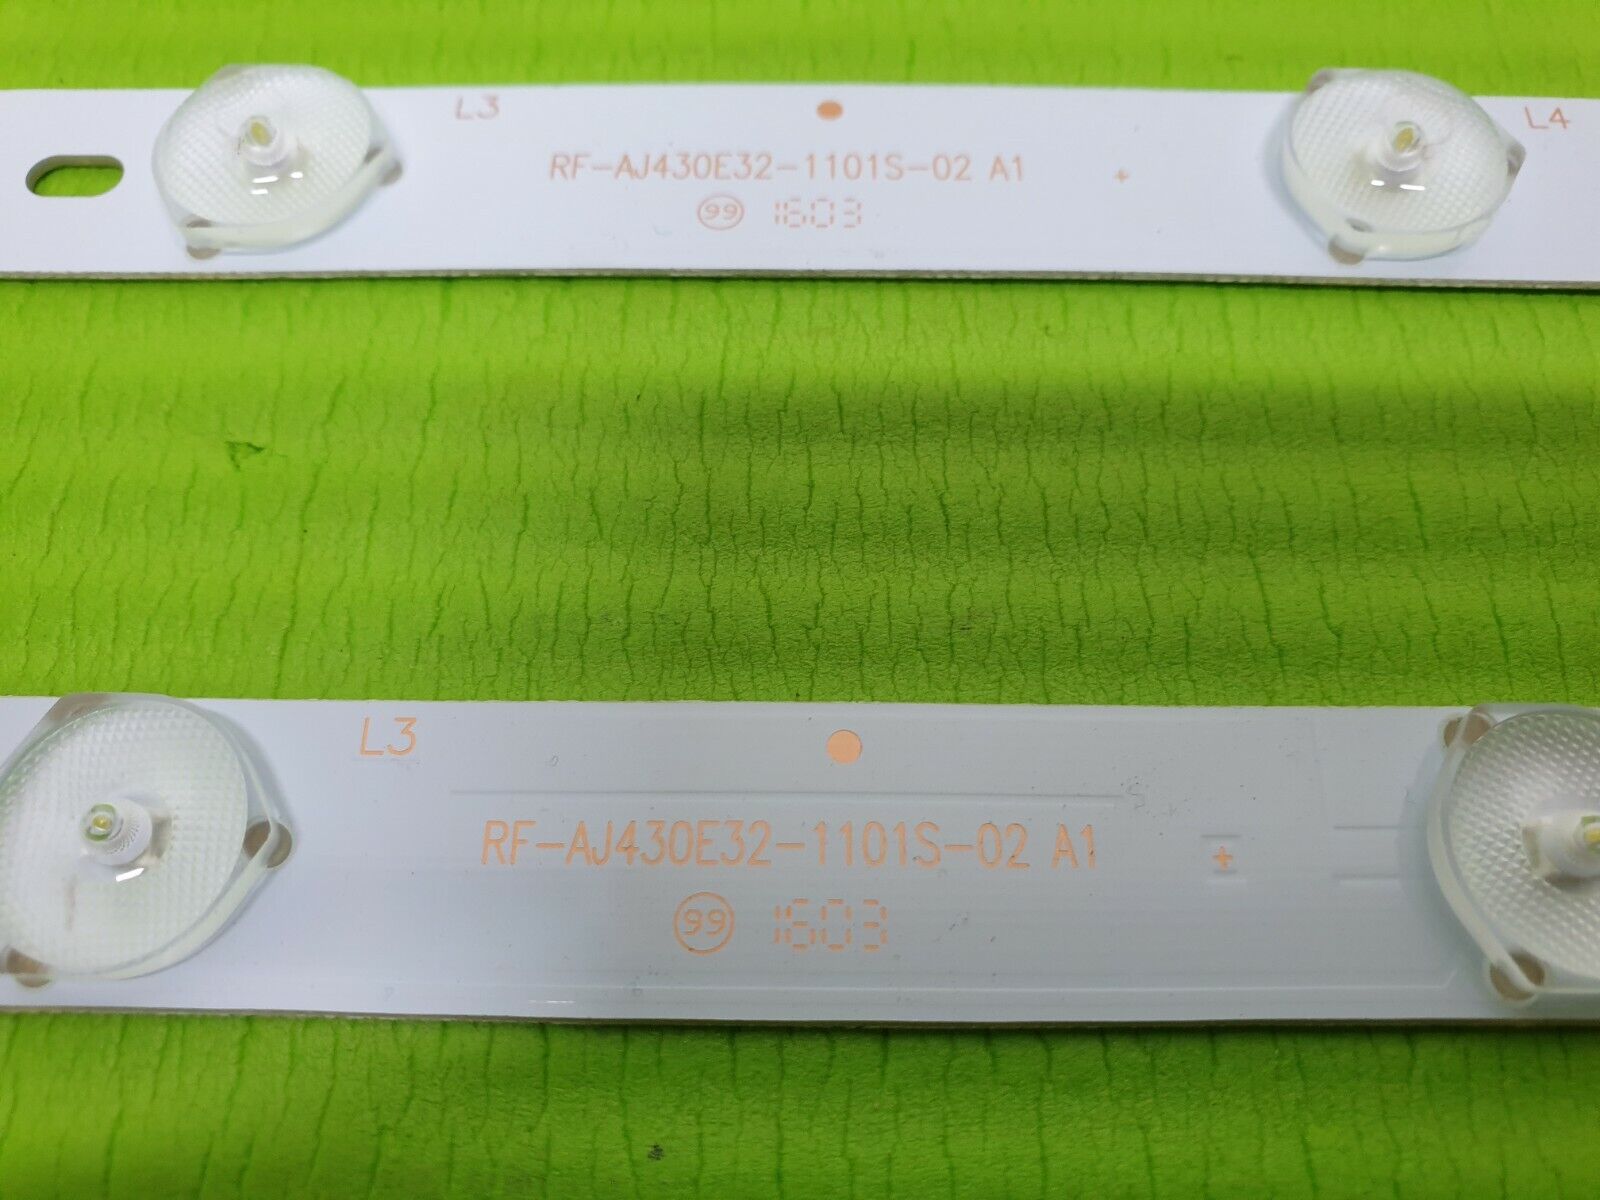 L3
L4
RF-AJ430E32-1101S-02 A1 +
99 1603
L3
RF-AJ430E32-1101S-02 A1 +
99 1603